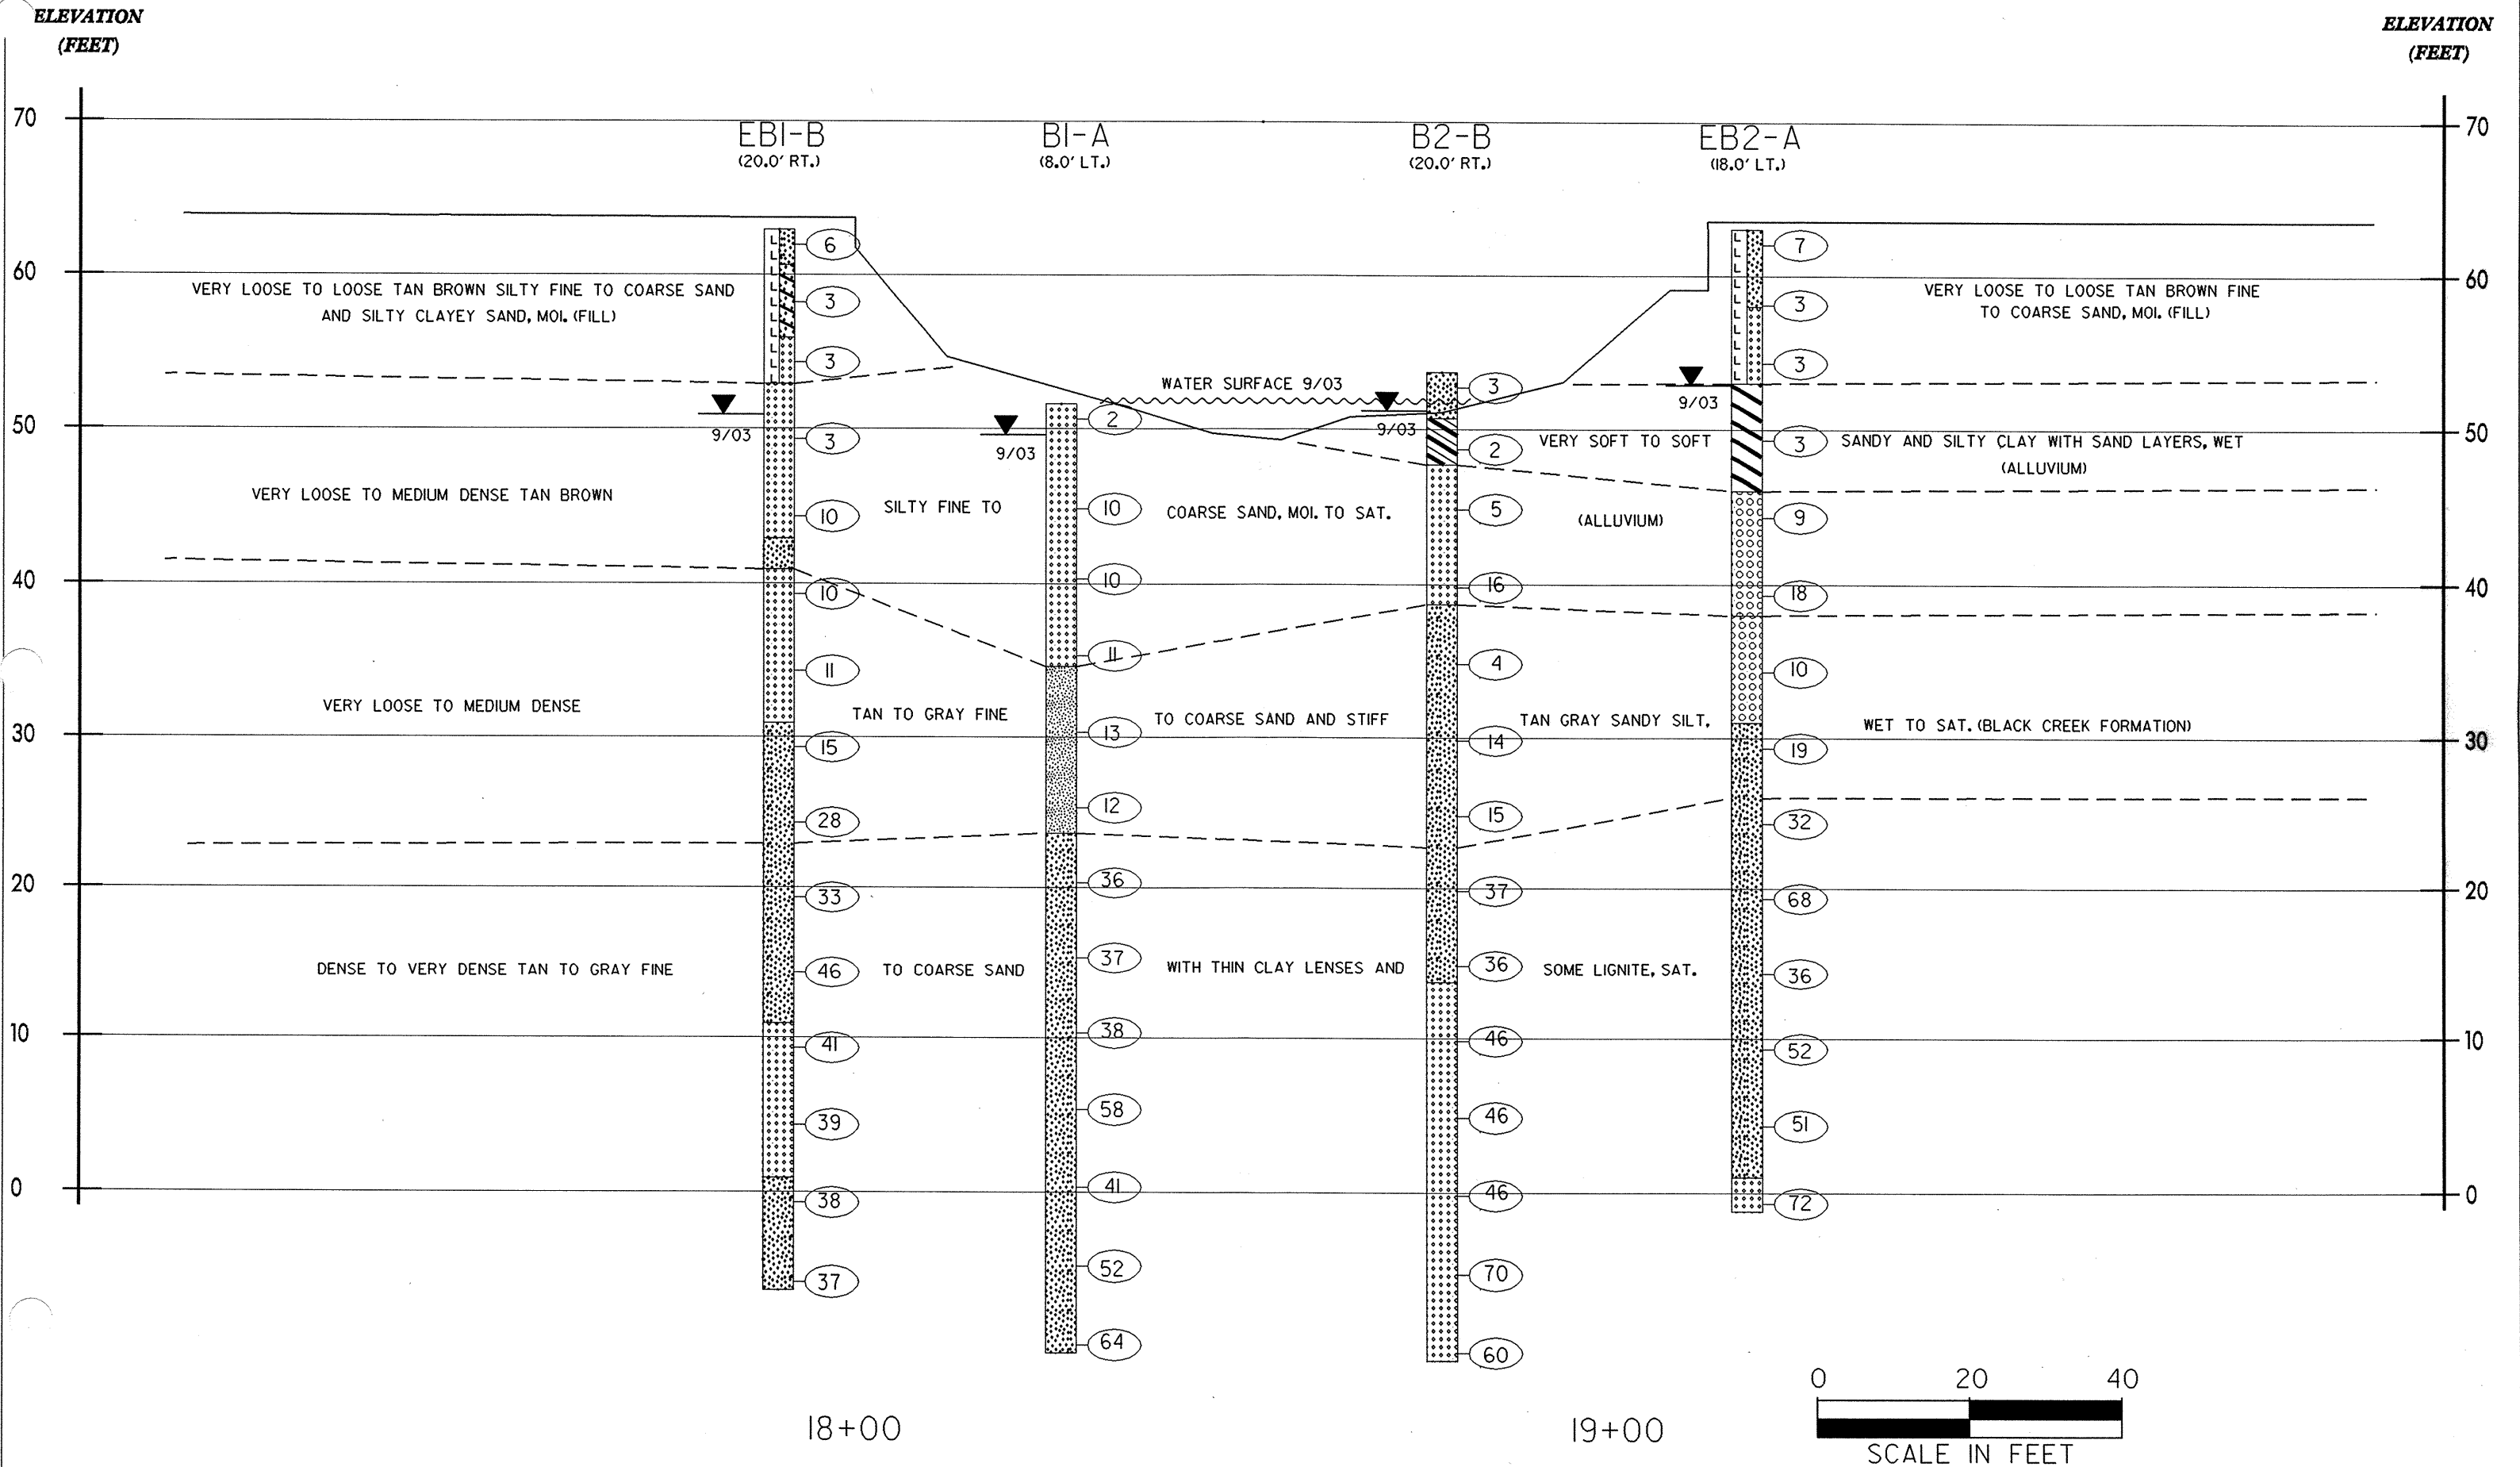 ELEVATION
(FEET)
ELEVATION
(FEET)
70
70
EB1-B
(20.0' RT.)
B1-A
(8.0' LT.)
B2-B
(20.0' RT.)
EB2-A
(18.0' LT.)
6
7
60
60
VERY LOOSE TO LOOSE TAN BROWN SILTY FINE TO COARSE SAND
AND SILTY CLAYEY SAND, MOI. (FILL)
3
VERY LOOSE TO LOOSE TAN BROWN FINE
TO COARSE SAND, MOI. (FILL)
3
3
3
WATER SURFACE 9/03
3
9/03
9/03
9/03
9/03
2
50
50
3
2
VERY SOFT TO SOFT
3
SANDY AND SILTY CLAY WITH SAND LAYERS, WET
(ALLUVIUM)
VERY LOOSE TO MEDIUM DENSE TAN BROWN
10
SILTY FINE TO
10
COARSE SAND, MOI. TO SAT.
5
(ALLUVIUM)
9
40
40
10
10
16
18
11
11
4
10
VERY LOOSE TO MEDIUM DENSE
TAN TO GRAY FINE
TO COARSE SAND AND STIFF
TAN GRAY SANDY SILT,
WET TO SAT. (BLACK CREEK FORMATION)
30
30
15
13
14
19
28
12
15
32
20
20
33
36
37
68
DENSE TO VERY DENSE TAN TO GRAY FINE
46
TO COARSE SAND
37
WITH THIN CLAY LENSES AND
36
SOME LIGNITE, SAT.
36
10
10
41
38
46
52
39
58
46
51
0
0
38
41
46
72
37
52
70
64
60
18+00
19+00
0 20 40
SCALE IN FEET